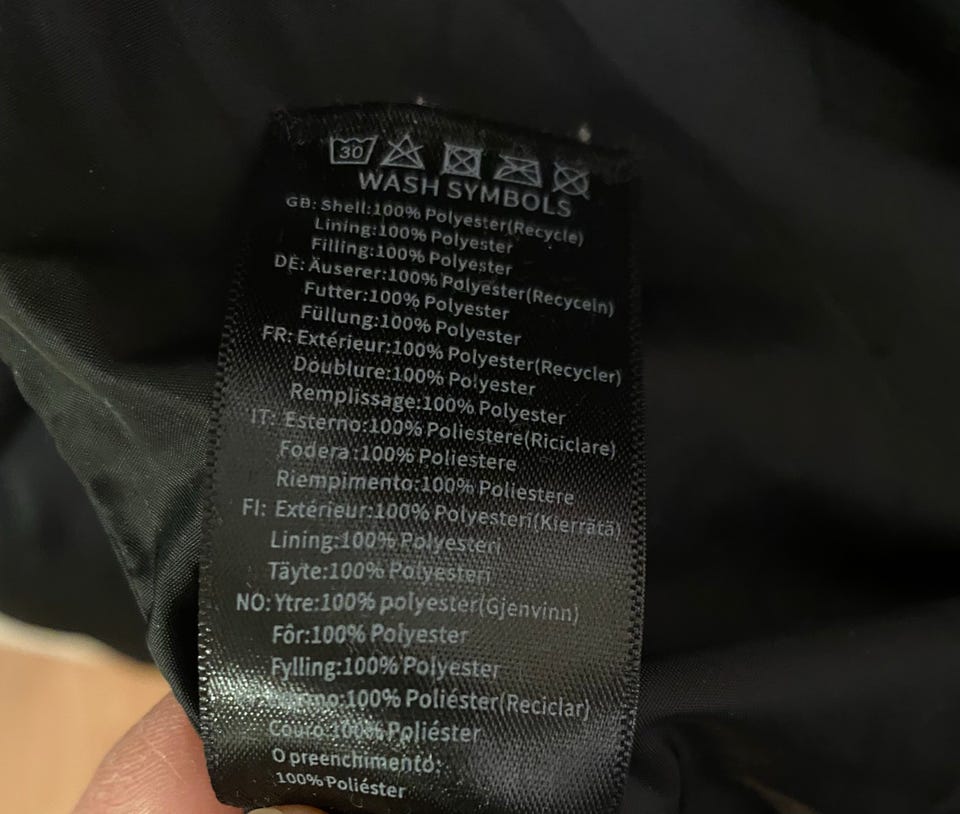 30
WASH SYMBOLS
GB: Shell:100% Polyester(Recycle)
Lining:100% Polyester
Filling:100% Polyester
DE: Äuserer:100% Polyester(Recyceln)
Futter:100% Polyester
Füllung:100% Polyester
FR: Extérieur:100% Polyester(Recycler)
Doublure:100% Polyester
Remplissage:100% Polyester
IT: Esterno:100% Poliestere(Riciclare)
Fodera:100% Poliestere
Riempimento:100% Poliestere
FI: Extérieur:100% Polyesteri(Kierrätä)
Lining:100% Polyesteri
Täyte:100% Polyesteri
NO: Ytre:100% polyester(Gjenvinn)
Fôr:100% Polyester
Fylling:100% Polyester
100% Poliéster(Reciclar)
Couro:100% Poliéster
O preenchimento:
100% Poliéster